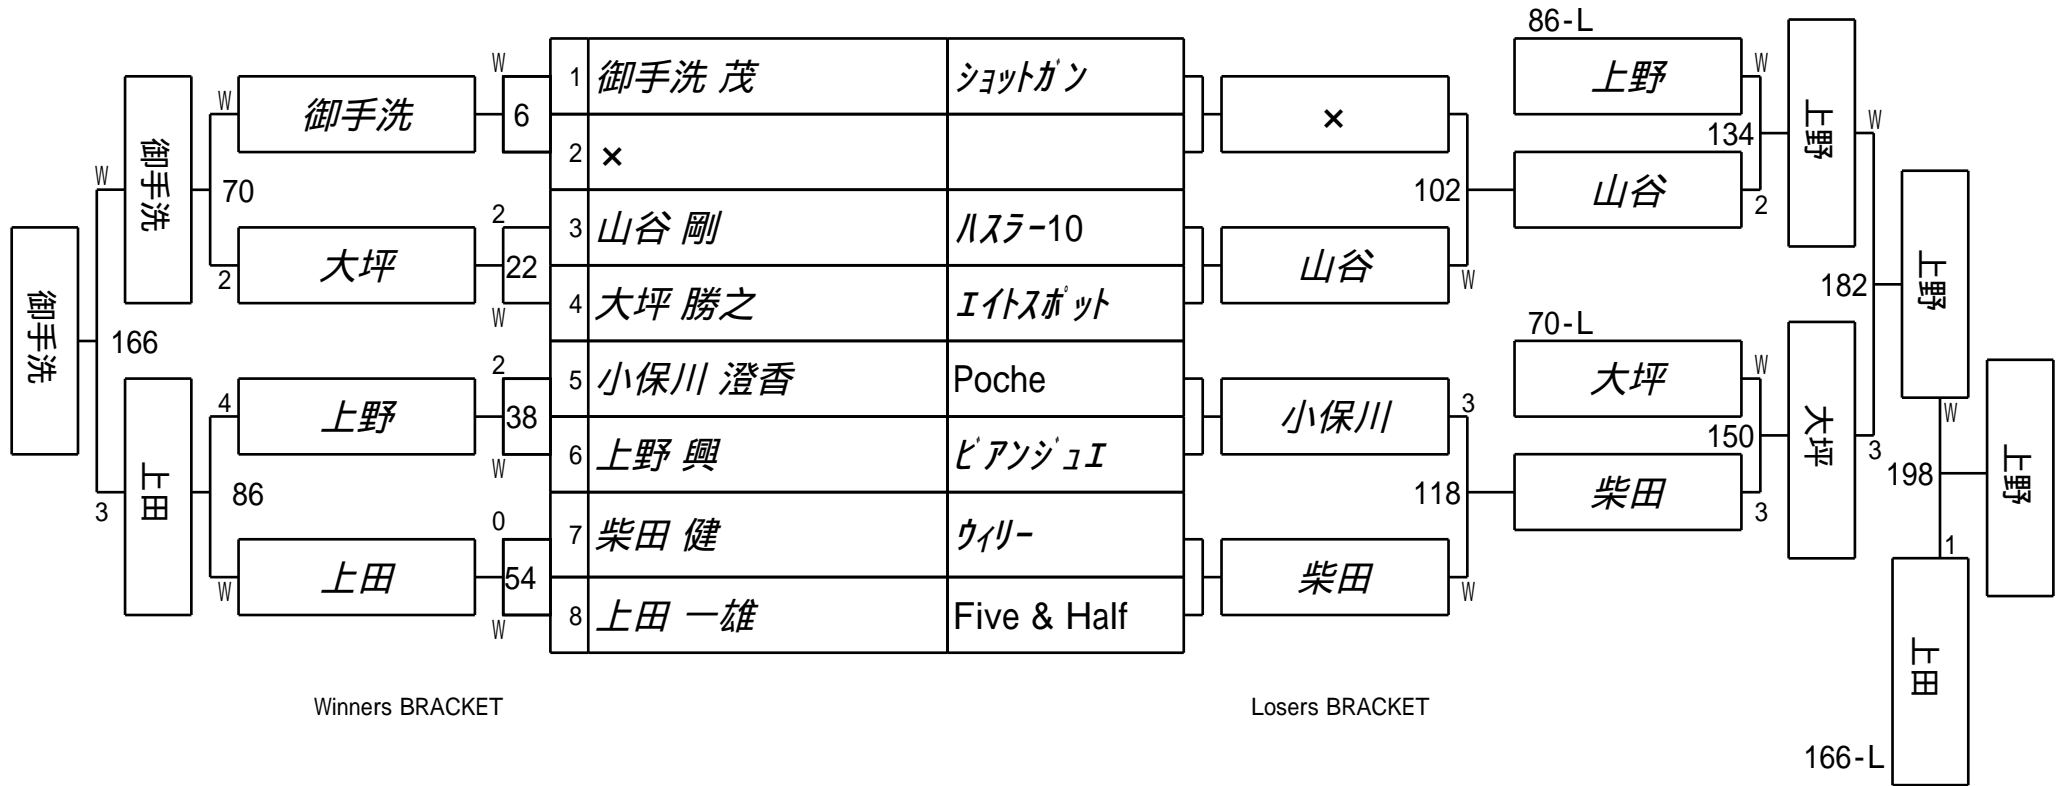 86-L
W
1 御手洗 茂 ショットガン
W
御手洗
6
×
上野
W
134
上野
W
御手洗
W
2 ×
70
102
山谷
2
2
大坪
2
22
3 山谷 剛 ハスラー10
山谷
W
182
上野
御手洗
4 大坪 勝之 エイトスポット
W
166
70-L
2
5 小保川 澄香 Poche
大坪
W
4
上野
38
小保川
3
150
大坪
3
W
6 上野 興 ピアンジュエ
W
198
上野
上田
3
86
118
柴田
3
0
7 柴田 健 ウィリー
W
上田
54
柴田
W
1
8 上田 一雄 Five & Half
W
上田
Winners BRACKET
Losers BRACKET
166-L